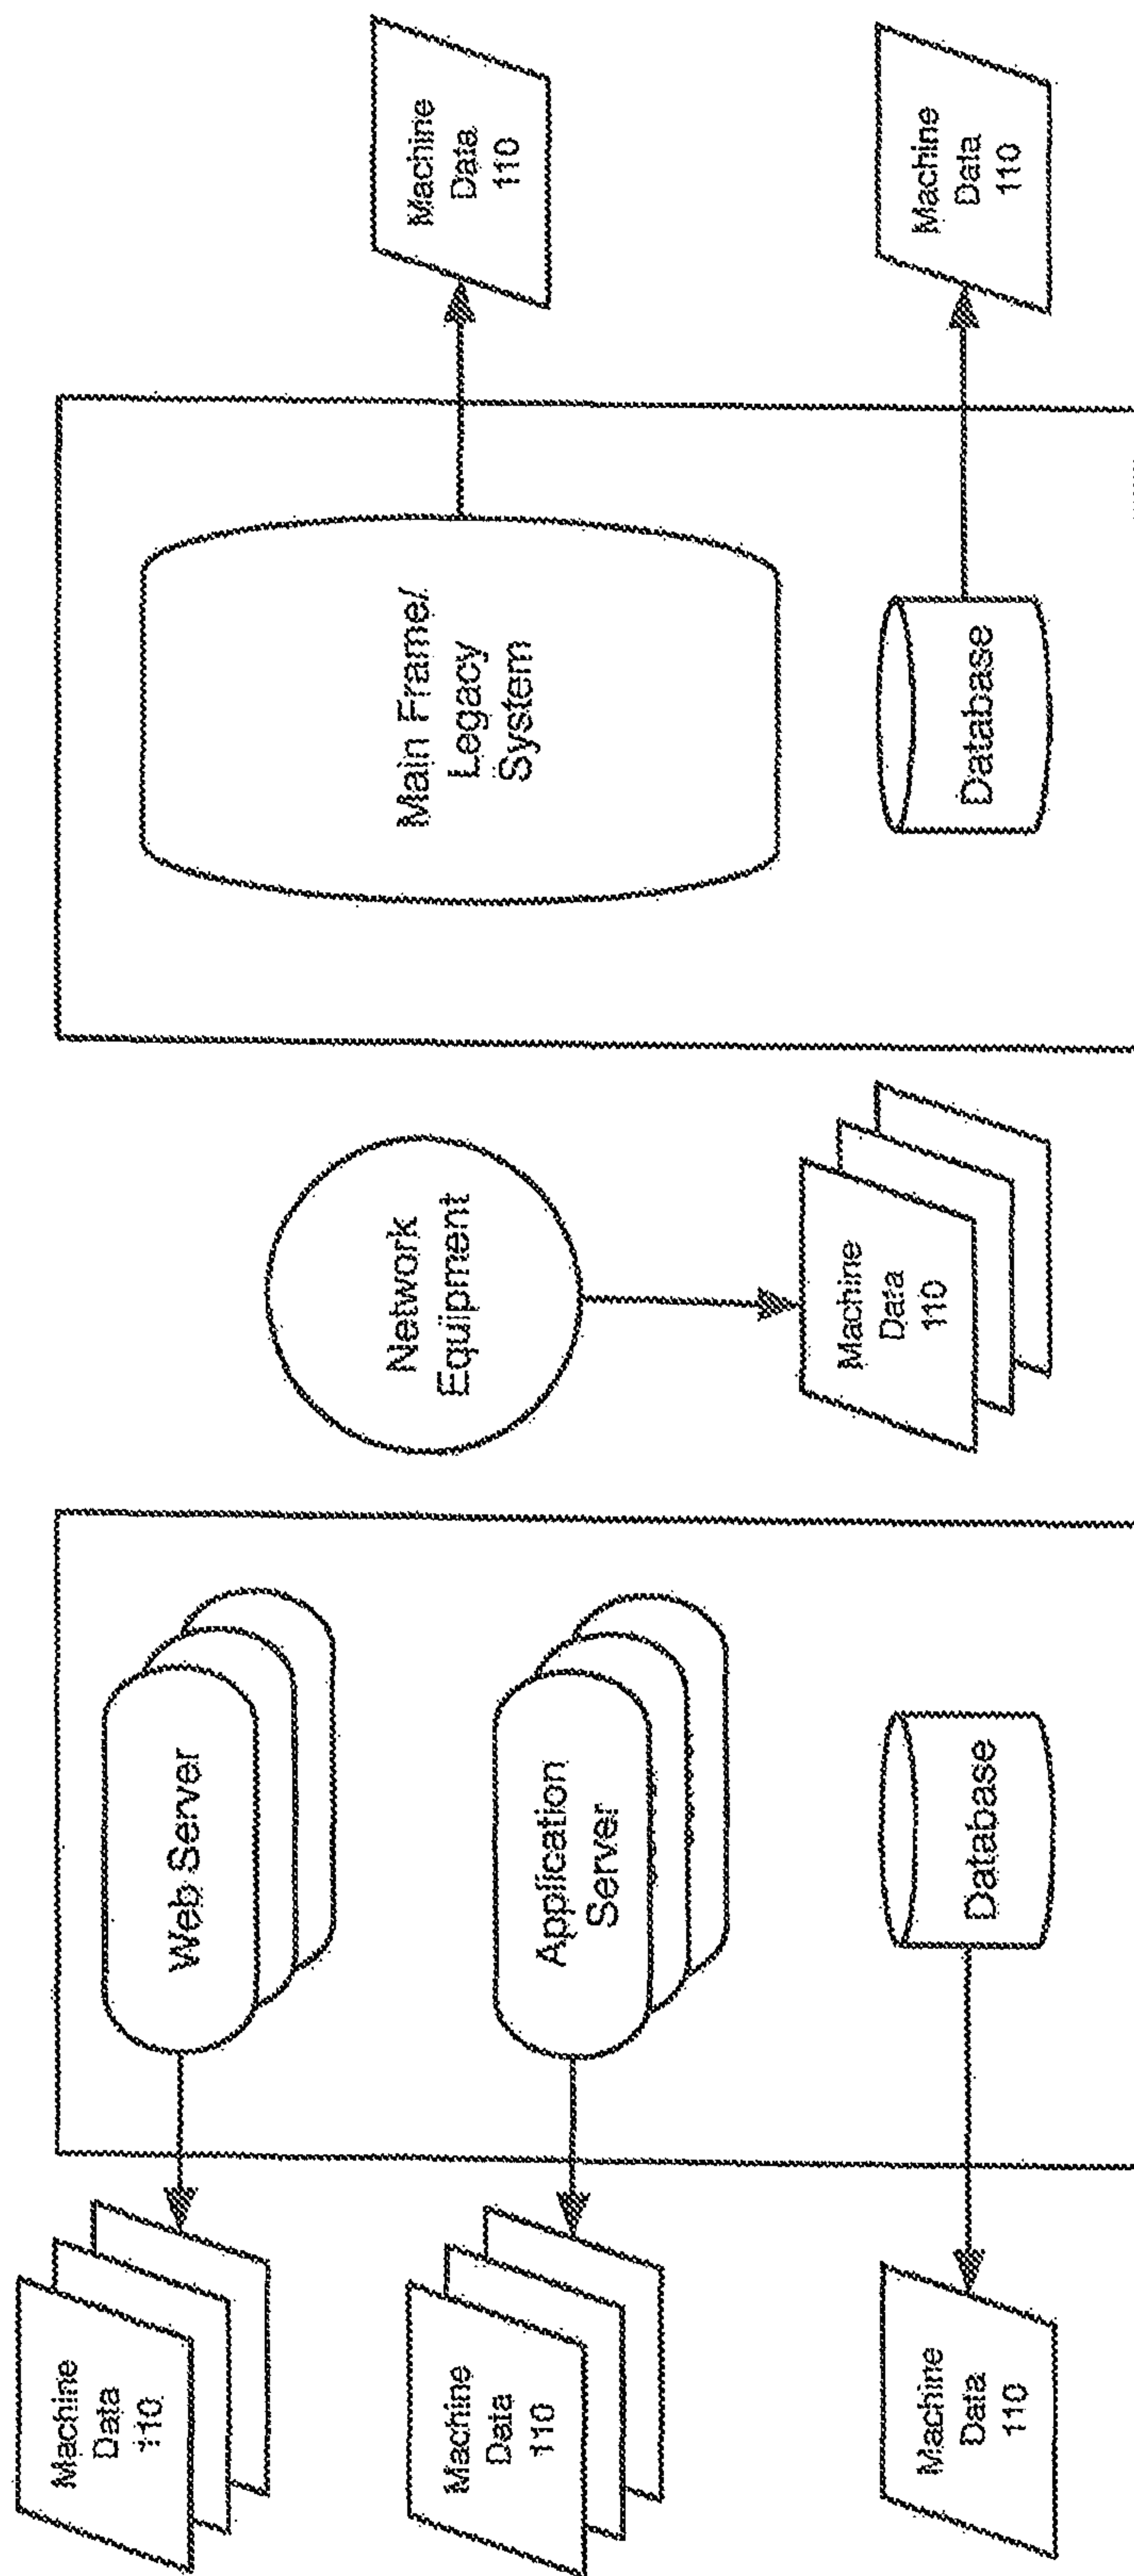 Machine
Data
110
Web Server
Network
Equipment
Main Frame/
Legacy
System
Machine
Data
110
Machine
Data
110
Application
Server
Machine
Data
110
Database
Machine
Data
110
Database
Machine
Data
110